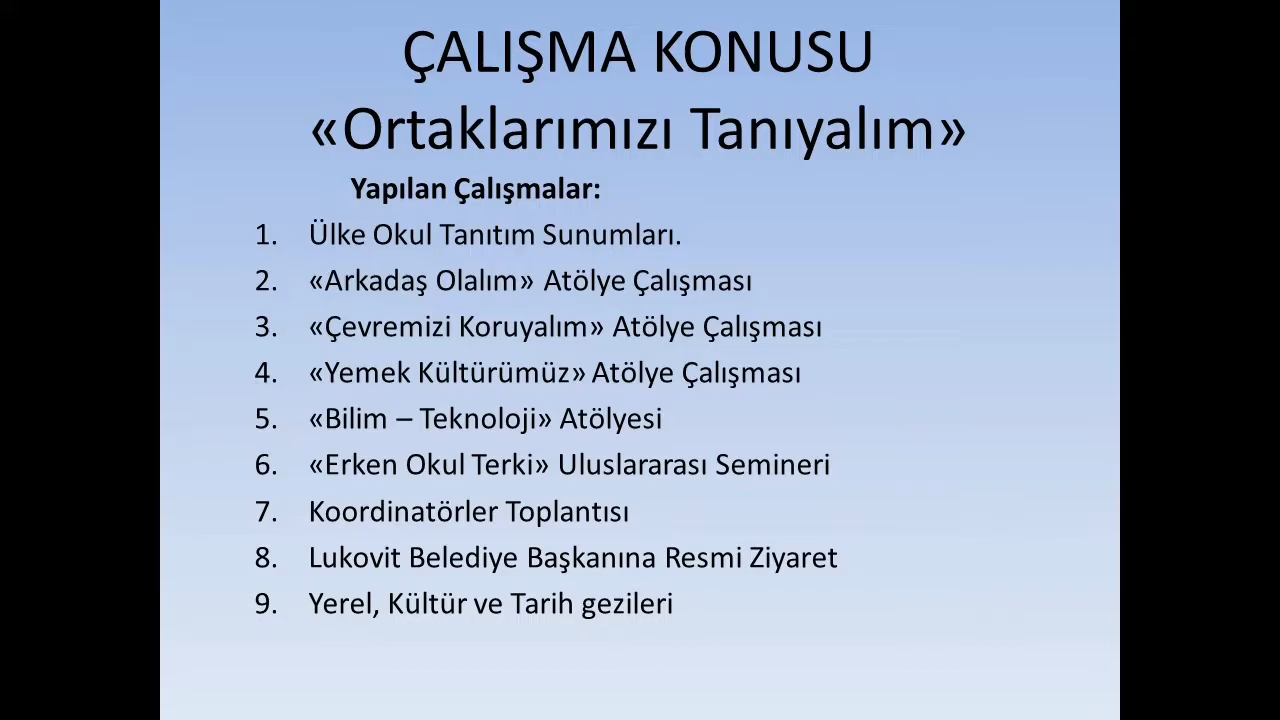 ÇALIŞMA KONUSU
«Ortaklarımızı Tanıyalım»
Yapılan Çalışmalar:
1. Ülke Okul Tanıtım Sunumları.
2. «Arkadaş Olalım» Atölye Çalışması
3. «Çevremizi Koruyalım» Atölye Çalışması
4. «Yemek Kültürümüz» Atölye Çalışması
5. «Bilim – Teknoloji» Atölyesi
6. «Erken Okul Terki» Uluslararası Semineri
7. Koordinatörler Toplantısı
8. Lukovit Belediye Başkanına Resmi Ziyaret
9. Yerel, Kültür ve Tarih gezileri